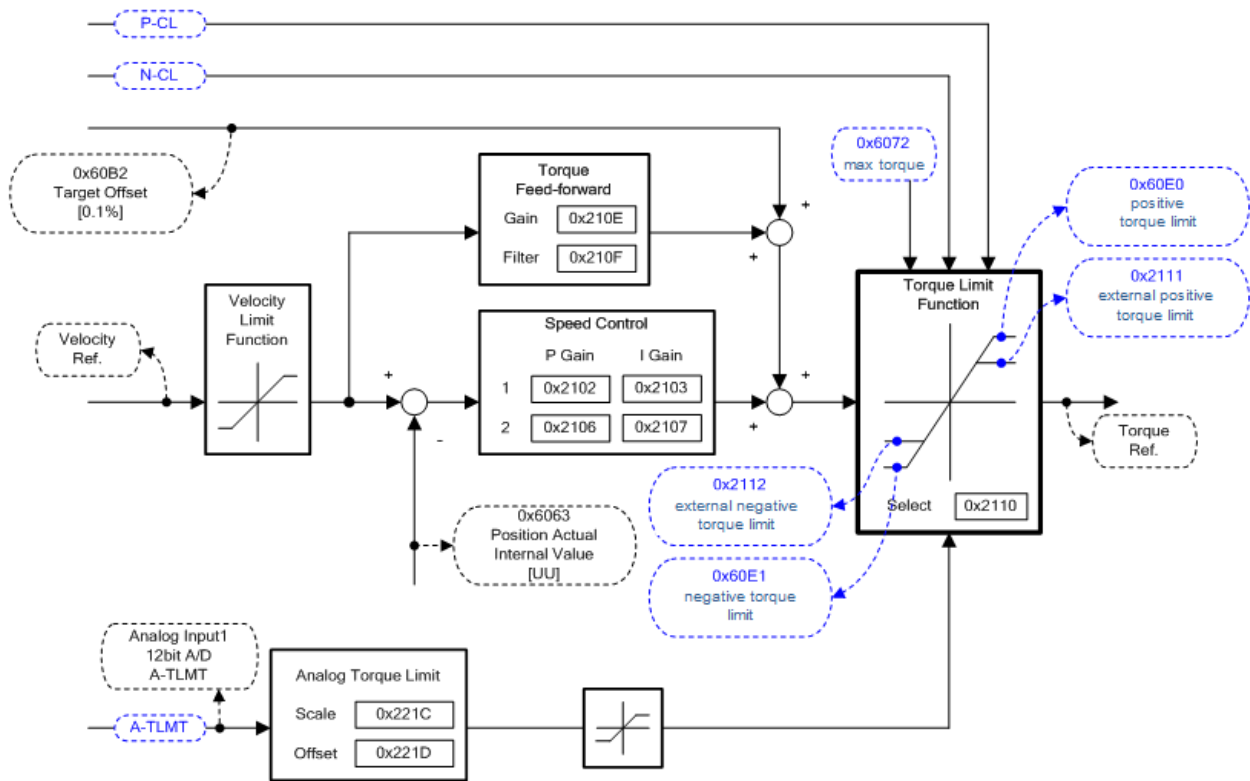 P-CL
N-CL
0x60B2
Target Offset
[0.1%]
Torque
Feed-forward
Gain 0x210E
Filter 0x210F
+
+
0x6072
max torque
0x60E0
positive
torque limit
0x2111
external positive
torque limit
Velocity
Ref.
Velocity
Limit
Function
+
-
Speed Control
P Gain I Gain
1 0x2102 0x2103
2 0x2106 0x2107
+
+
Torque Limit
Function
Select 0x2110
Torque
Ref.
0x2112
external negative
torque limit
0x60E1
negative torque
limit
0x6063
Position Actual
Internal Value
[UU]
Analog Input1
12bit A/D
A-TLMT
A-TLMT
Analog Torque Limit
Scale 0x221C
Offset 0x221D